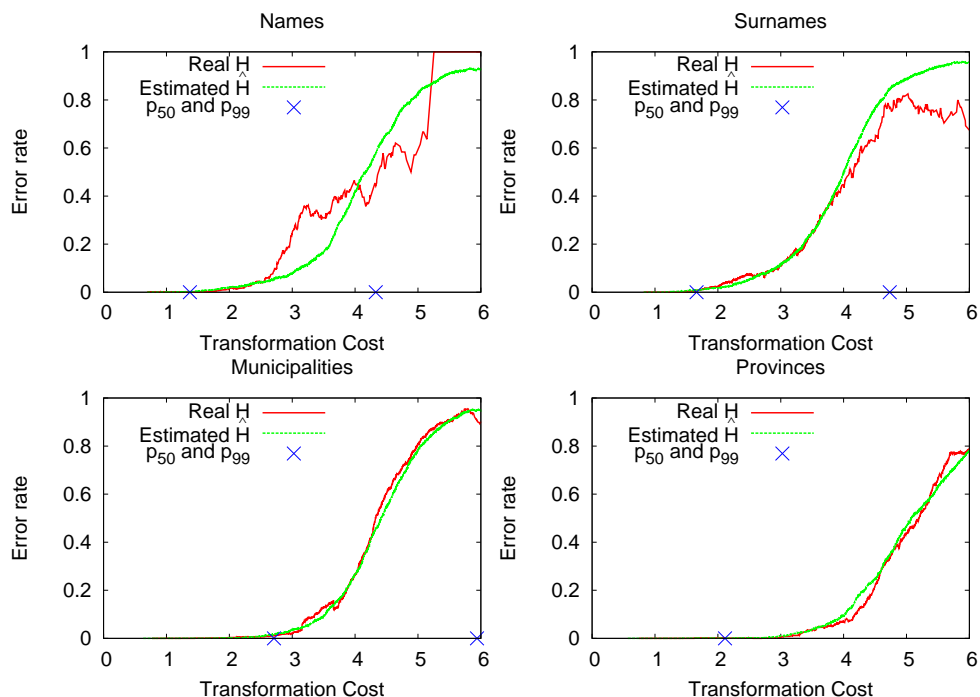 Names
1
0.8
0.6
0.4
0.2
0
Error rate
Real H
Estimated Ĥ
p50 and p99
0 1 2 3 4 5 6
Transformation Cost
Surnames
1
0.8
0.6
0.4
0.2
0
Error rate
Real H
Estimated Ĥ
p50 and p99
0 1 2 3 4 5 6
Transformation Cost
Municipalities
1
0.8
0.6
0.4
0.2
0
Error rate
Real H
Estimated Ĥ
p50 and p99
0 1 2 3 4 5 6
Transformation Cost
Provinces
1
0.8
0.6
0.4
0.2
0
Error rate
Real H
Estimated Ĥ
p50 and p99
0 1 2 3 4 5 6
Transformation Cost